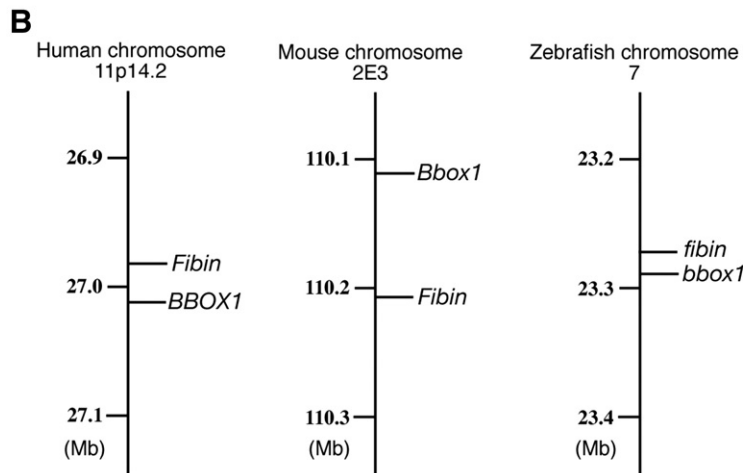 B
Human chromosome
11p14.2
26.9
Fibin
27.0
BBOX1
27.1
(Mb)
Mouse chromosome
2E3
110.1
Bbox1
110.2
Fibin
110.3
(Mb)
Zebrafish chromosome
7
23.2
fibin
bbox1
23.3
23.4
(Mb)